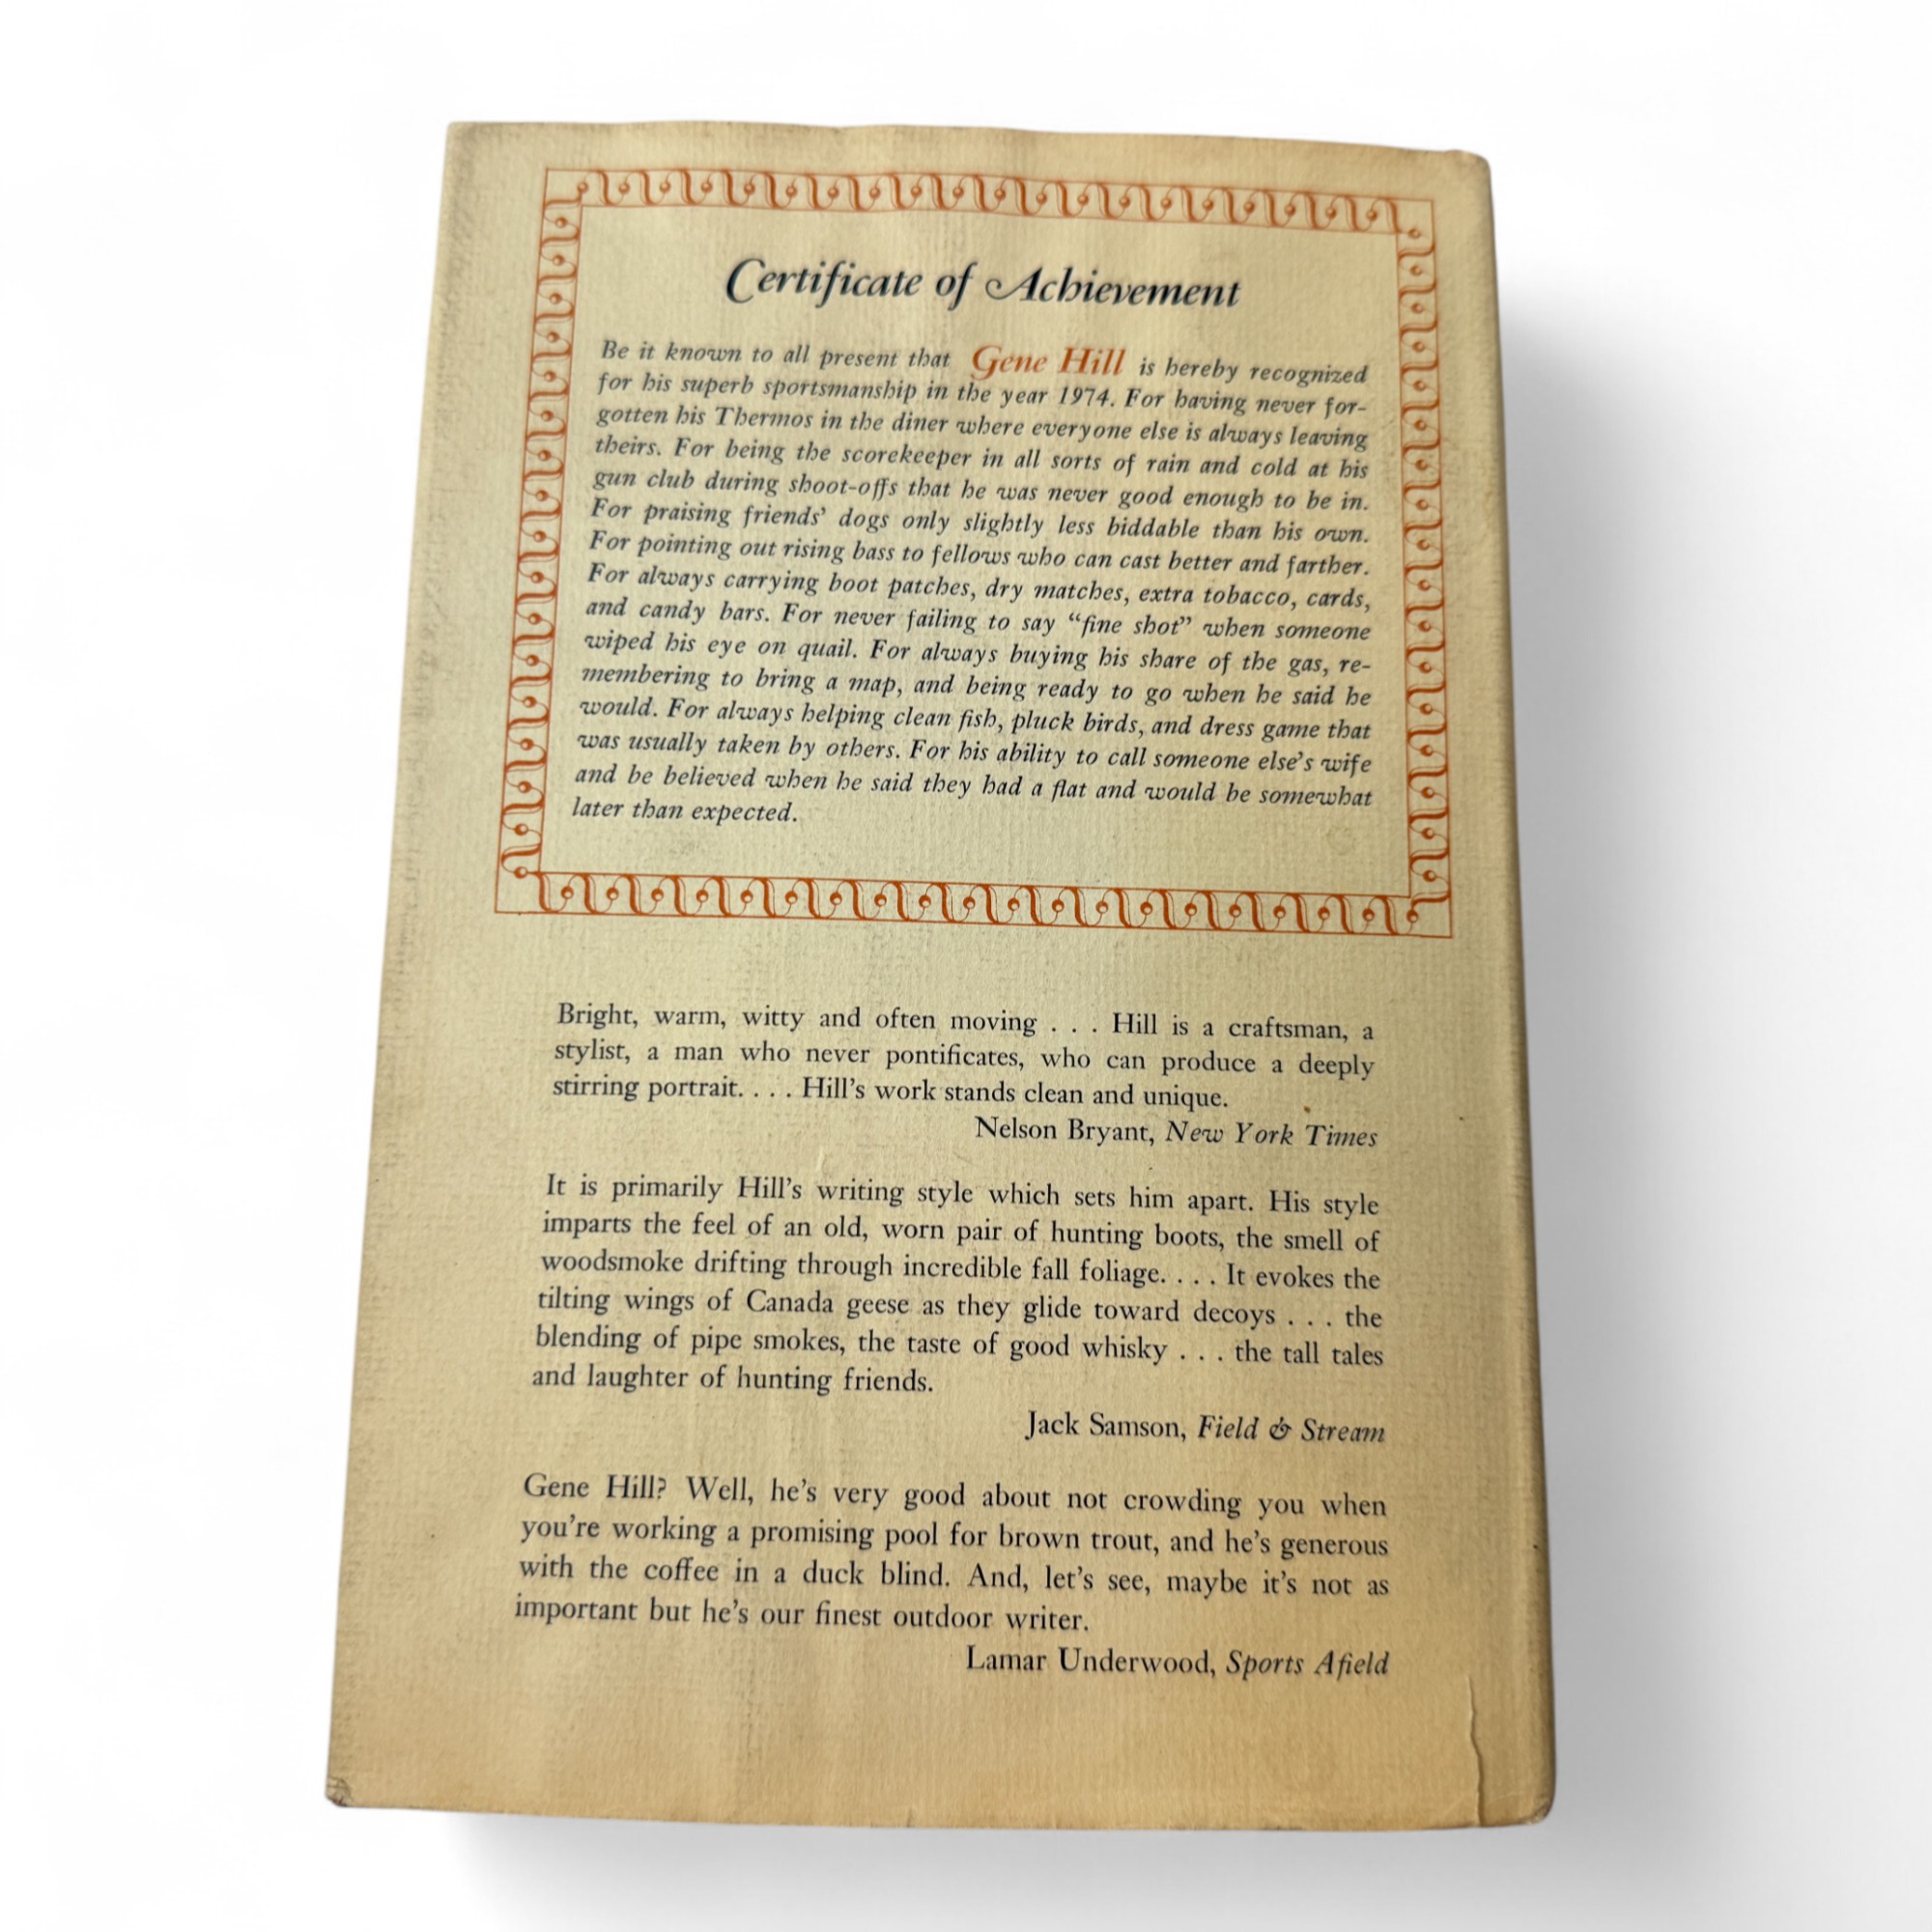 Certificate of Achievement
Be it known to all present that Gene Hill is hereby recognized
for his superb sportsmanship in the year 1974. For having never for-
gotten his Thermos in the diner where everyone else is always leaving
theirs. For being the scorekeeper in all sorts of rain and cold at his
gun club during shoot-offs that he was never good enough to be in.
For praising friends' dogs only slightly less biddable than his own.
For pointing out rising bass to fellows who can cast better and farther.
For always carrying boot patches, dry matches, extra tobacco, cards,
and candy bars. For never failing to say “fine shot” when someone
wiped his eye on quail. For always buying his share of the gas, re-
membering to bring a map, and being ready to go when he said he
would. For always helping clean fish, pluck birds, and dress game that
was usually taken by others. For his ability to call someone else's wife
and be believed when he said they had a flat and would be somewhat
later than expected.
Bright, warm, witty and often moving . . . Hill is a craftsman, a
stylist, a man who never pontificates, who can produce a deeply
stirring portrait. . . . Hill's work stands clean and unique.
Nelson Bryant, New York Times
It is primarily Hill's writing style which sets him apart. His style
imparts the feel of an old, worn pair of hunting boots, the smell of
woodsmoke drifting through incredible fall foliage. . . . It evokes the
tilting wings of Canada geese as they glide toward decoys . . . the
blending of pipe smokes, the taste of good whisky . . . the tall tales
and laughter of hunting friends.
Jack Samson, Field & Stream
Gene Hill? Well, he's very good about not crowding you when
you're working a promising pool for brown trout, and he's generous
with the coffee in a duck blind. And, let's see, maybe it's not as
important but he's our finest outdoor writer.
Lamar Underwood, Sports Afield